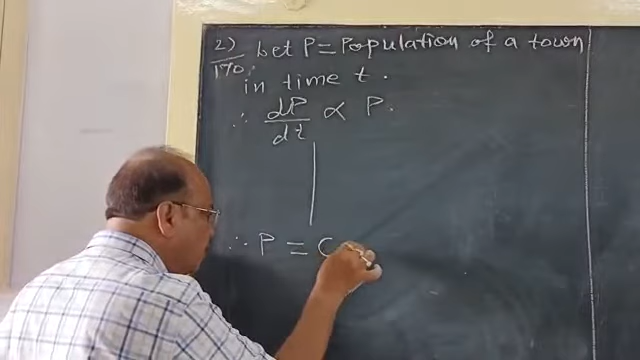 2) Let P = Population of a town
170
in time t.
∴ dP/dt ∝ P.
∴ P = C